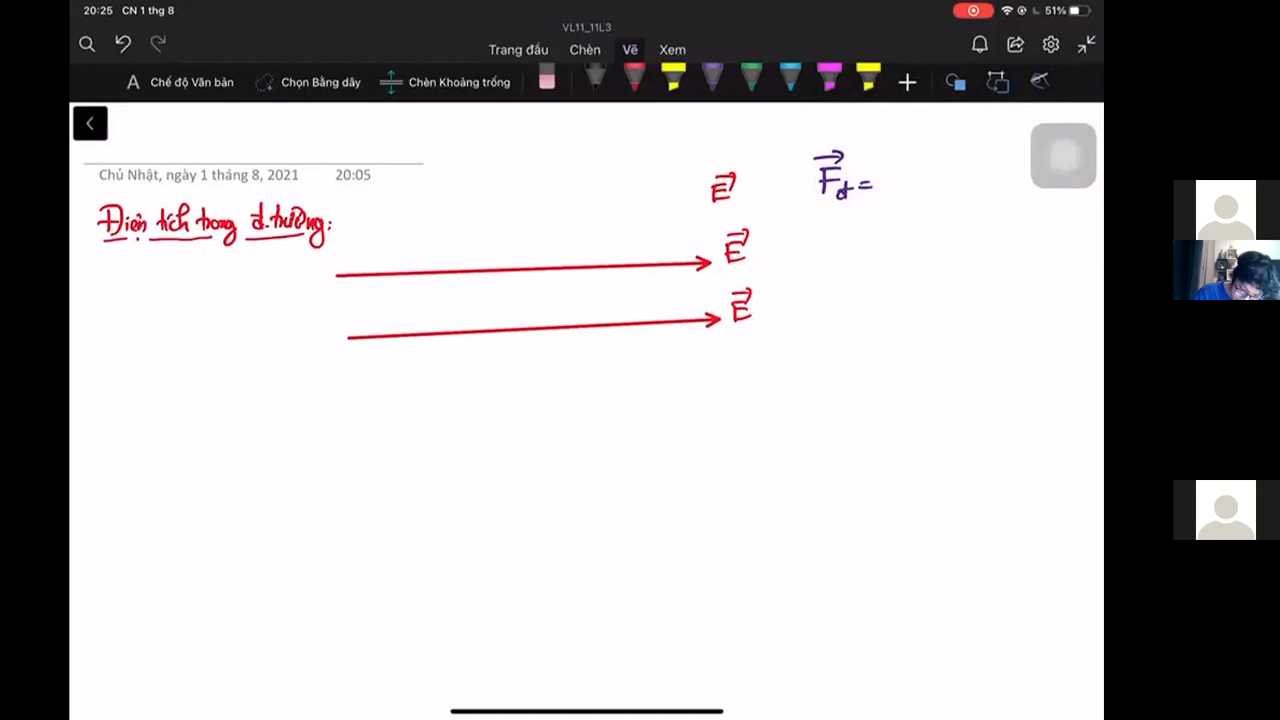 20:25 CN 1 thg 8
51%
VL11_11L3
Trang đầu Chèn Vẽ Xem
Chế độ Văn bản Chọn Bằng dây Chèn Khoảng trống
Chủ Nhật, ngày 1 tháng 8, 2021 20:05
Điện tích trong đ.trường:
E⃗
E⃗
E⃗
F⃗đ =